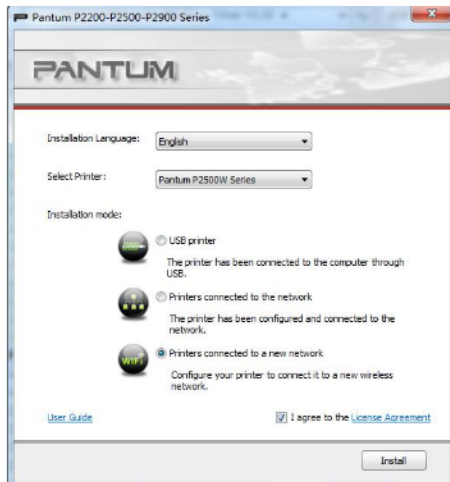 Pantum P2200-P2500-P2900 Series
PANTUM
Installation Language:
English
Select Printer:
Pantum P2500W Series
Installation mode:
USB printer
The printer has been connected to the computer through
USB.
Printers connected to the network
The printer has been configured and connected to the
network.
WiFi
Printers connected to a new network
Configure your printer to connect it to a new wireless
network.
User Guide
I agree to the License Agreement
Install